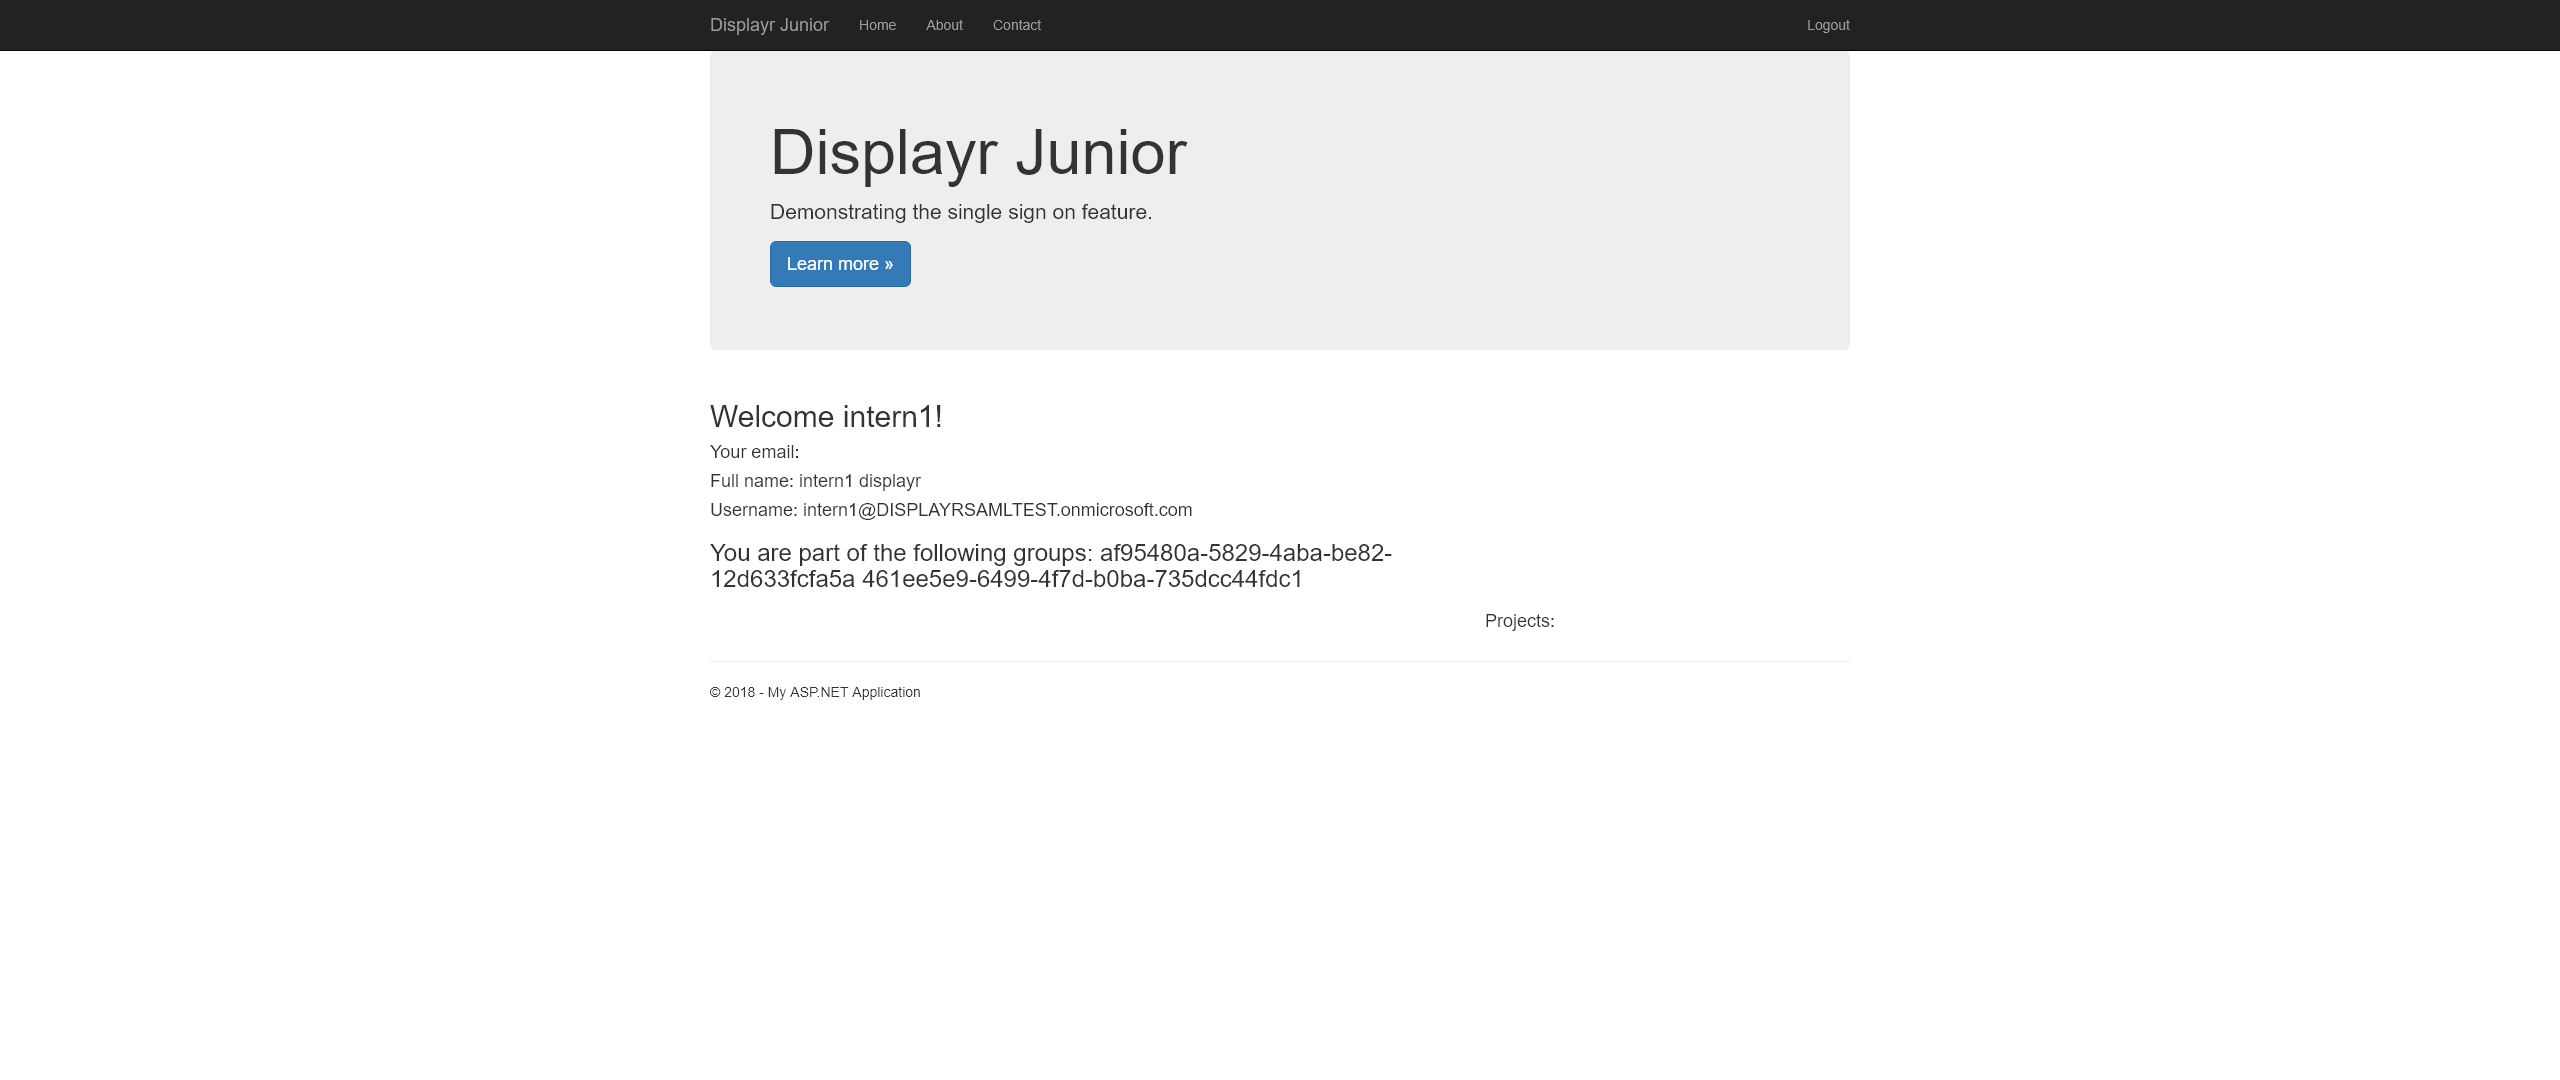 Displayr Junior Home About Contact Logout
Displayr Junior
Demonstrating the single sign on feature.
Learn more »
Welcome intern1!
Your email:
Full name: intern1 displayr
Username: intern1@DISPLAYRSAMLTEST.onmicrosoft.com
You are part of the following groups: af95480a-5829-4aba-be82-
12d633fcfa5a 461ee5e9-6499-4f7d-b0ba-735dcc44fdc1
Projects:
© 2018 - My ASP.NET Application